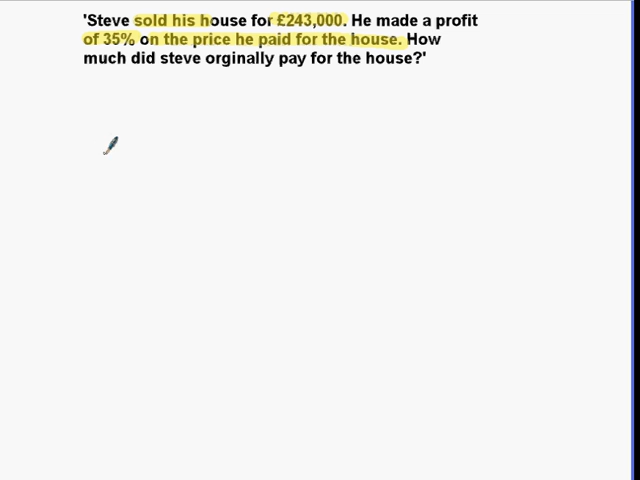 'Steve sold his house for £243,000. He made a profit
of 35% on the price he paid for the house. How
much did steve orginally pay for the house?'